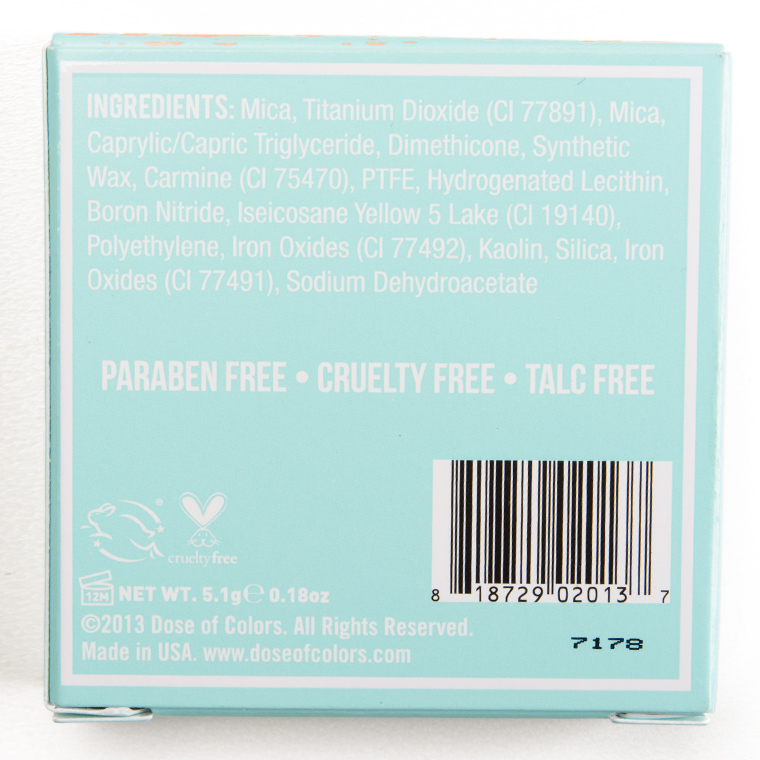 INGREDIENTS: Mica, Titanium Dioxide (CI 77891), Mica,
Caprylic/Capric Triglyceride, Dimethicone, Synthetic
Wax, Carmine (CI 75470), PTFE, Hydrogenated Lecithin,
Boron Nitride, Iseicosane Yellow 5 Lake (CI 19140),
Polyethylene, Iron Oxides (CI 77492), Kaolin, Silica, Iron
Oxides (CI 77491), Sodium Dehydroacetate
PARABEN FREE • CRUELTY FREE • TALC FREE
®
crueltyfree
12M NET WT. 5.1g ℮ 0.18oz
©2013 Dose of Colors. All Rights Reserved.
Made in USA. www.doseofcolors.com
8 18729 02013 7
7178